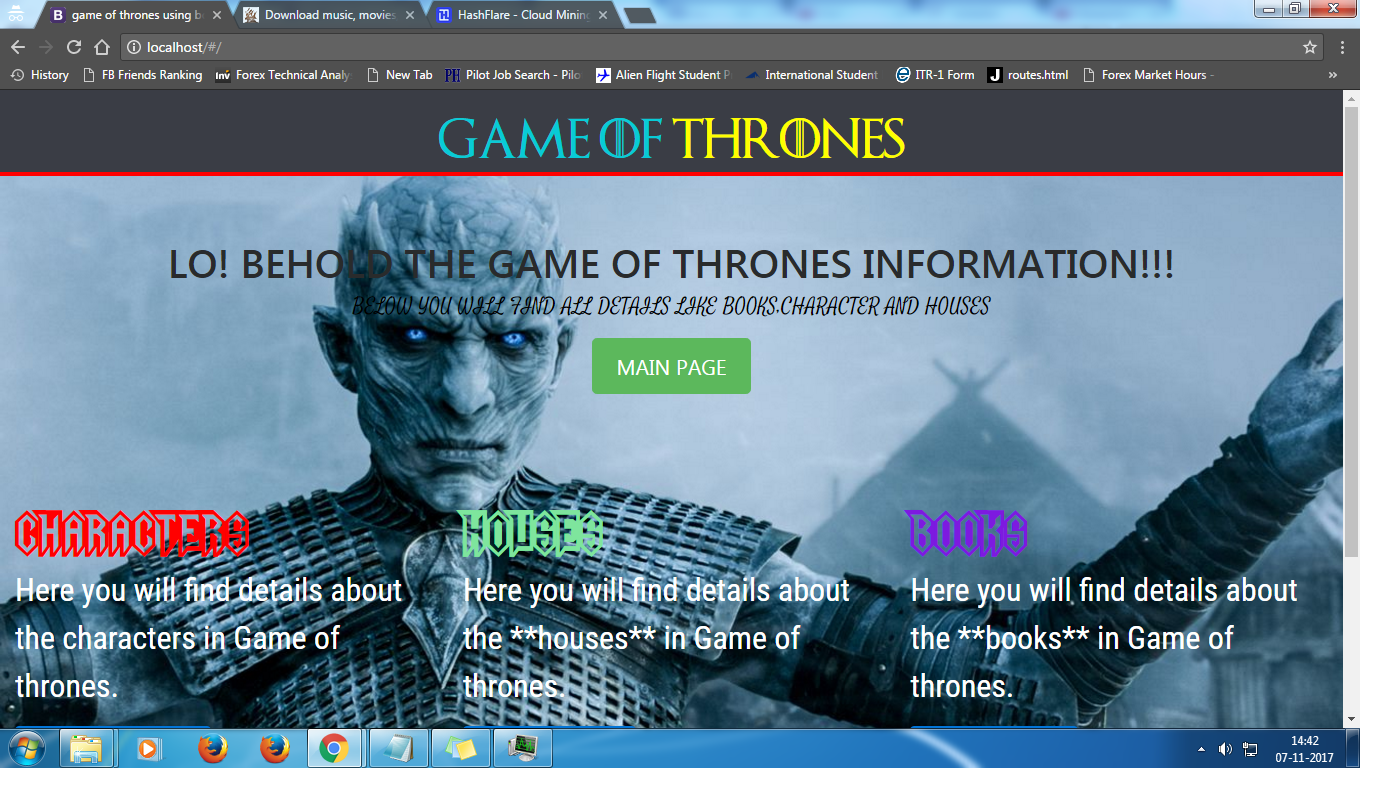 game of thrones using b
Download music, movies,
HashFlare - Cloud Mining
localhost/#/
History
FB Friends Ranking
Forex Technical Analy
New Tab
Pilot Job Search - Pilo
Alien Flight Student P
International Student
ITR-1 Form
routes.html
Forex Market Hours -
GAME OF THRONES
LO! BEHOLD THE GAME OF THRONES INFORMATION!!!
BELOW YOU WILL FIND ALL DETAILS LIKE BOOKS,CHARACTER AND HOUSES
MAIN PAGE
CHARACTERS
Here you will find details about
the characters in Game of
thrones.
HOUSES
Here you will find details about
the **houses** in Game of
thrones.
BOOKS
Here you will find details about
the **books** in Game of
thrones.
14:42
07-11-2017